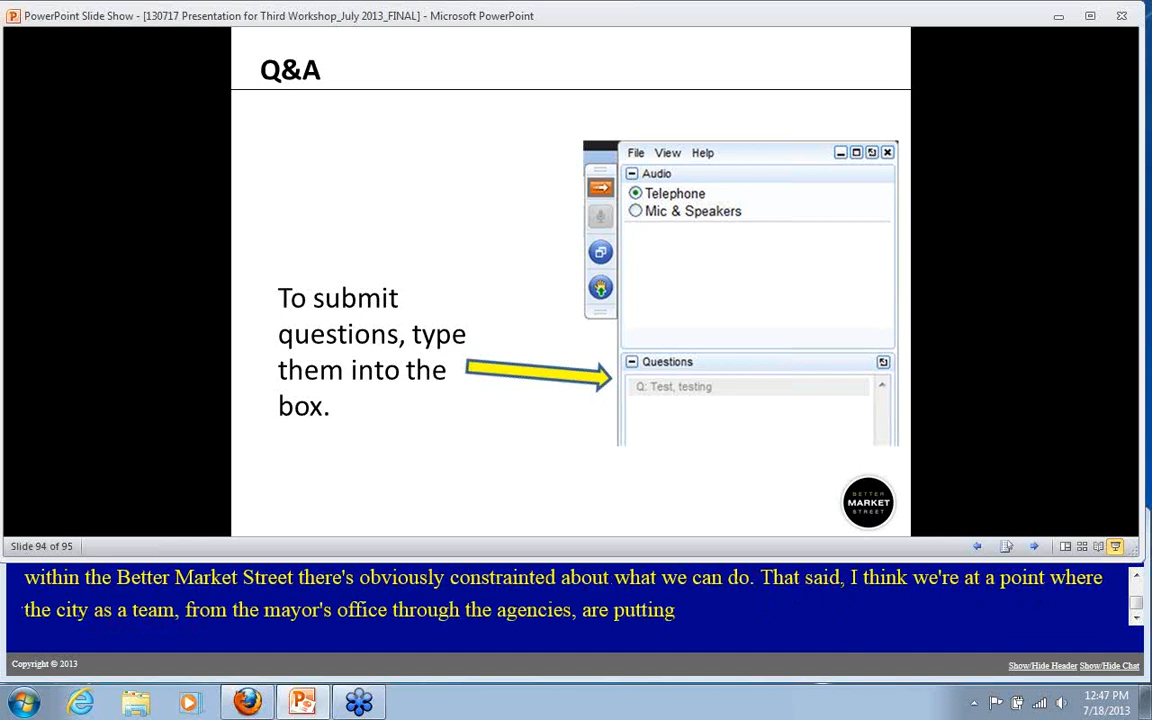 PowerPoint Slide Show - [130717 Presentation for Third Workshop_July 2013_FINAL] - Microsoft PowerPoint
Q&A
File View Help
Audio
Telephone
Mic & Speakers
To submit
questions, type
them into the
box.
Questions
Q: Test, testing
BETTER
MARKET
STREET
Slide 94 of 95
within the Better Market Street there's obviously constrainted about what we can do. That said, I think we're at a point where
the city as a team, from the mayor's office through the agencies, are putting
Copyright © 2013
Show/Hide Header Show/Hide Chat
12:47 PM
7/18/2013